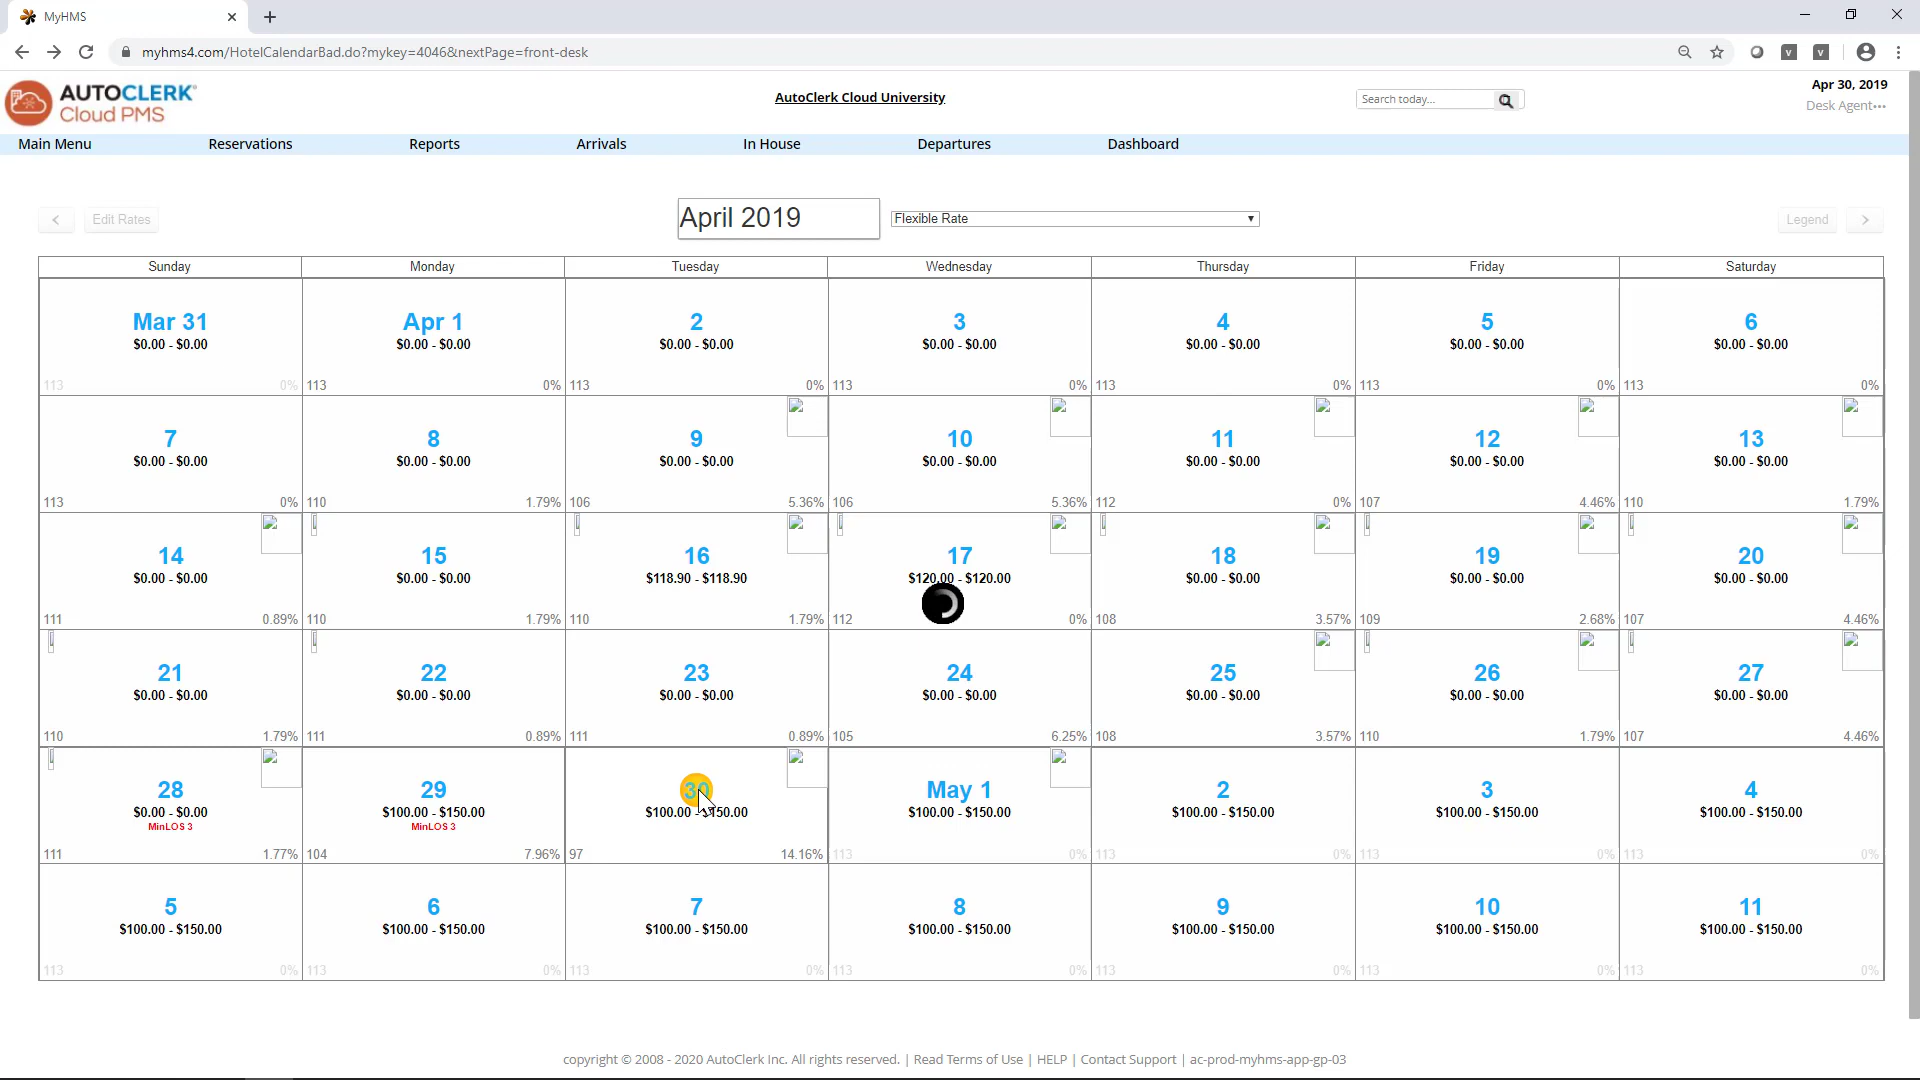 MyHMS
myhms4.com/HotelCalendarBad.do?mykey=4046&nextPage=front-desk
AUTOCLERK
Cloud PMS
AutoClerk Cloud University
Search today...
Apr 30, 2019
Desk Agent•••
Main Menu Reservations Reports Arrivals In House Departures Dashboard
< Edit Rates April 2019 Flexible Rate Legend >
Sunday Monday Tuesday Wednesday Thursday Friday Saturday
Mar 31 Apr 1 2 3 4 5 6
$0.00 - $0.00 $0.00 - $0.00 $0.00 - $0.00 $0.00 - $0.00 $0.00 - $0.00 $0.00 - $0.00 $0.00 - $0.00
113 0% 113 0% 113 0% 113 0% 113 0% 113 0% 113 0%
7 8 9 10 11 12 13
$0.00 - $0.00 $0.00 - $0.00 $0.00 - $0.00 $0.00 - $0.00 $0.00 - $0.00 $0.00 - $0.00 $0.00 - $0.00
113 0% 110 1.79% 106 5.36% 106 5.36% 112 0% 107 4.46% 110 1.79%
14 15 16 17 18 19 20
$0.00 - $0.00 $0.00 - $0.00 $118.90 - $118.90 $120.00 - $120.00 $0.00 - $0.00 $0.00 - $0.00 $0.00 - $0.00
111 0.89% 110 1.79% 110 1.79% 112 0% 108 3.57% 109 2.68% 107 4.46%
21 22 23 24 25 26 27
$0.00 - $0.00 $0.00 - $0.00 $0.00 - $0.00 $0.00 - $0.00 $0.00 - $0.00 $0.00 - $0.00 $0.00 - $0.00
110 1.79% 111 0.89% 111 0.89% 105 6.25% 108 3.57% 110 1.79% 107 4.46%
28 29 30 May 1 2 3 4
$0.00 - $0.00 $100.00 - $150.00 $100.00 - $150.00 $100.00 - $150.00 $100.00 - $150.00 $100.00 - $150.00 $100.00 - $150.00
MinLOS 3 MinLOS 3
111 1.77% 104 7.96% 97 14.16% 113 0% 113 0% 113 0% 113 0%
5 6 7 8 9 10 11
$100.00 - $150.00 $100.00 - $150.00 $100.00 - $150.00 $100.00 - $150.00 $100.00 - $150.00 $100.00 - $150.00 $100.00 - $150.00
113 0% 113 0% 113 0% 113 0% 113 0% 113 0% 113 0%
copyright © 2008 - 2020 AutoClerk Inc. All rights reserved. | Read Terms of Use | HELP | Contact Support | ac-prod-myhms-app-gp-03